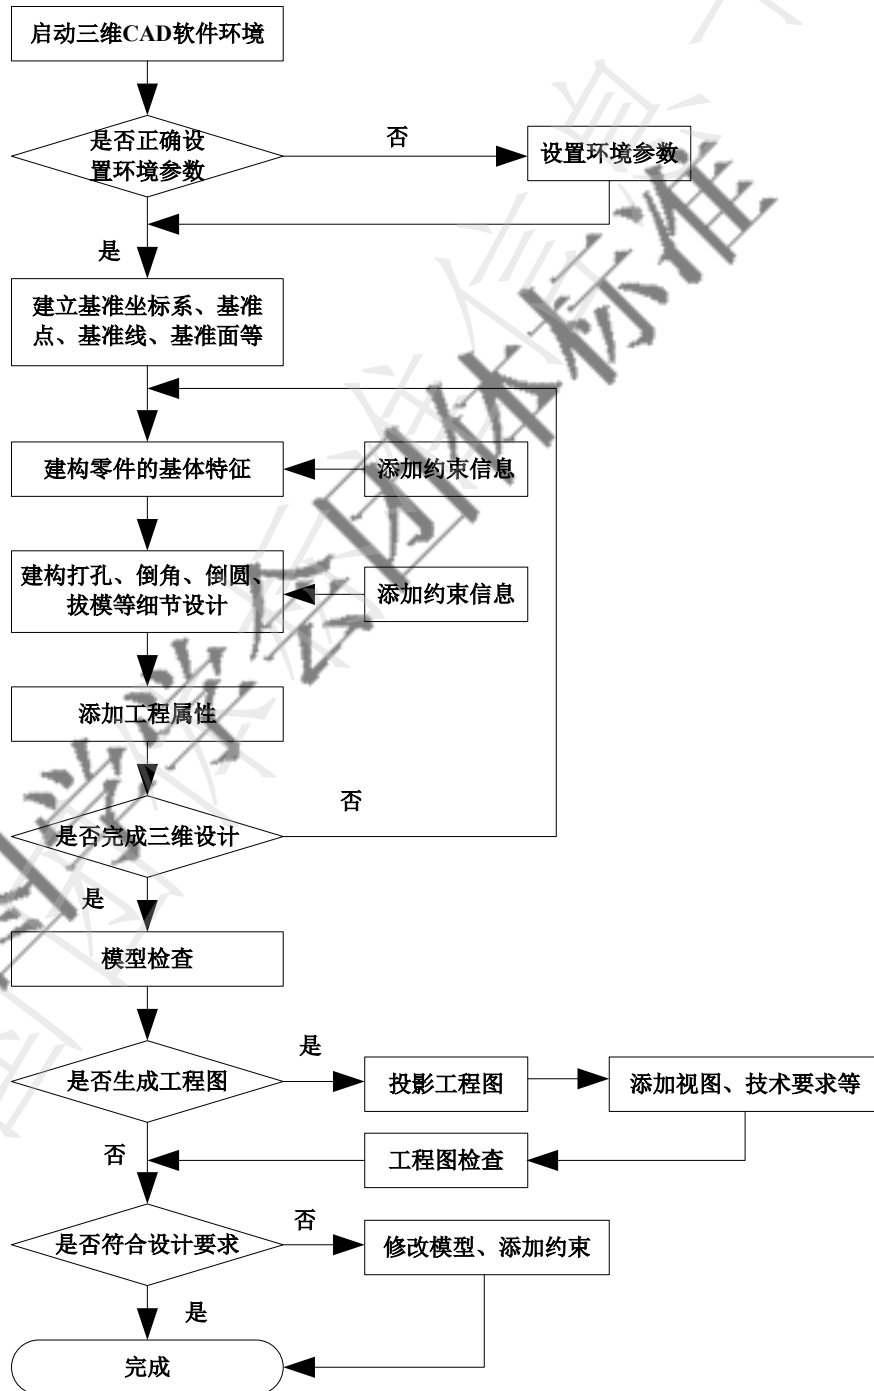 启动三维CAD软件环境
是否正确设
置环境参数
否
设置环境参数
是
建立基准坐标系、基准
点、基准线、基准面等
建构零件的基体特征
添加约束信息
建构打孔、倒角、倒圆、
拔模等细节设计
添加约束信息
添加工程属性
否
是否完成三维设计
是
模型检查
是
是否生成工程图
投影工程图
添加视图、技术要求等
否
工程图检查
否
是否符合设计要求
修改模型、添加约束
是
完成
学会团体标准